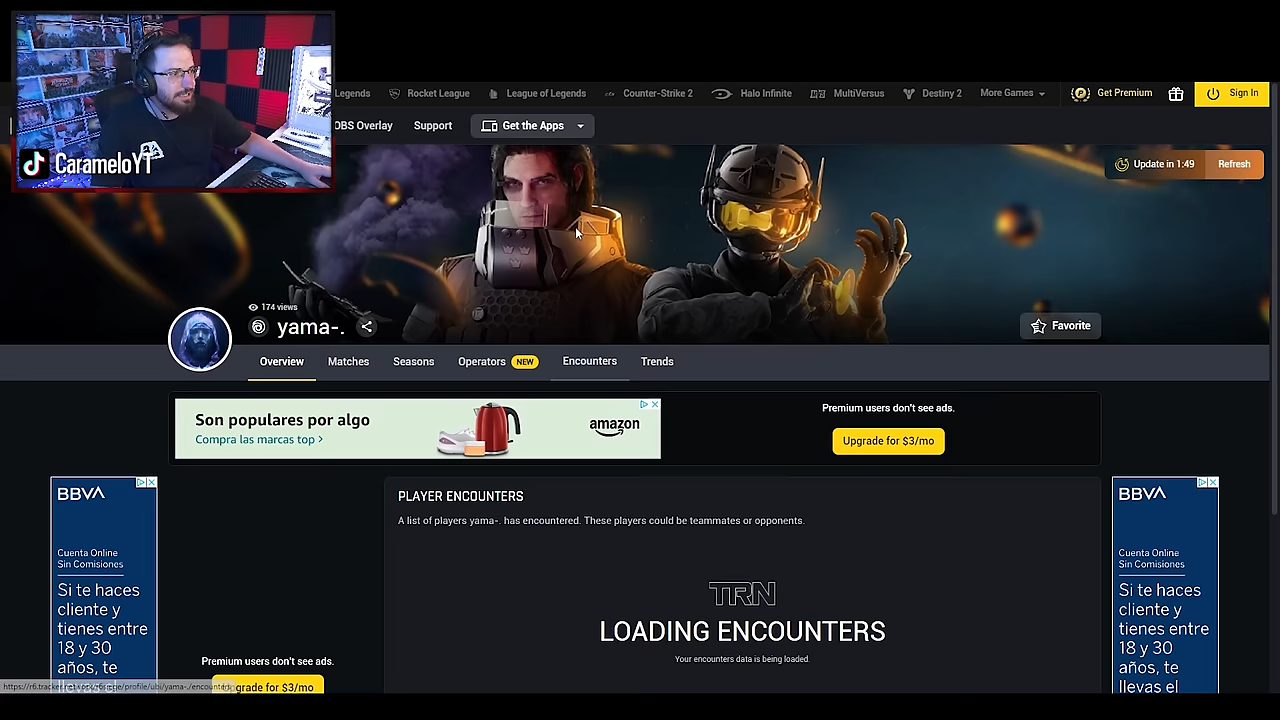 CarameloYT
Legends
Rocket League
League of Legends
Counter-Strike 2
Halo Infinite
MultiVersus
Destiny 2
More Games
Get Premium
Sign In
OBS Overlay
Support
Get the Apps
Update in 1:49
Refresh
174 views
yama-.
Favorite
Overview
Matches
Seasons
Operators NEW
Encounters
Trends
Son populares por algo
Compra las marcas top >
amazon
Premium users don't see ads.
Upgrade for $3/mo
BBVA
Cuenta Online
Sin Comisiones
Si te haces
cliente y
tienes entre
18 y 30
años, te
llevas el
Premium users don't see ads.
Upgrade for $3/mo
PLAYER ENCOUNTERS
A list of players yama-. has encountered. These players could be teammates or opponents.
TRN
LOADING ENCOUNTERS
Your encounters data is being loaded.
BBVA
Cuenta Online
Sin Comisiones
Si te haces
cliente y
tienes entre
18 y 30
años, te
llevas el